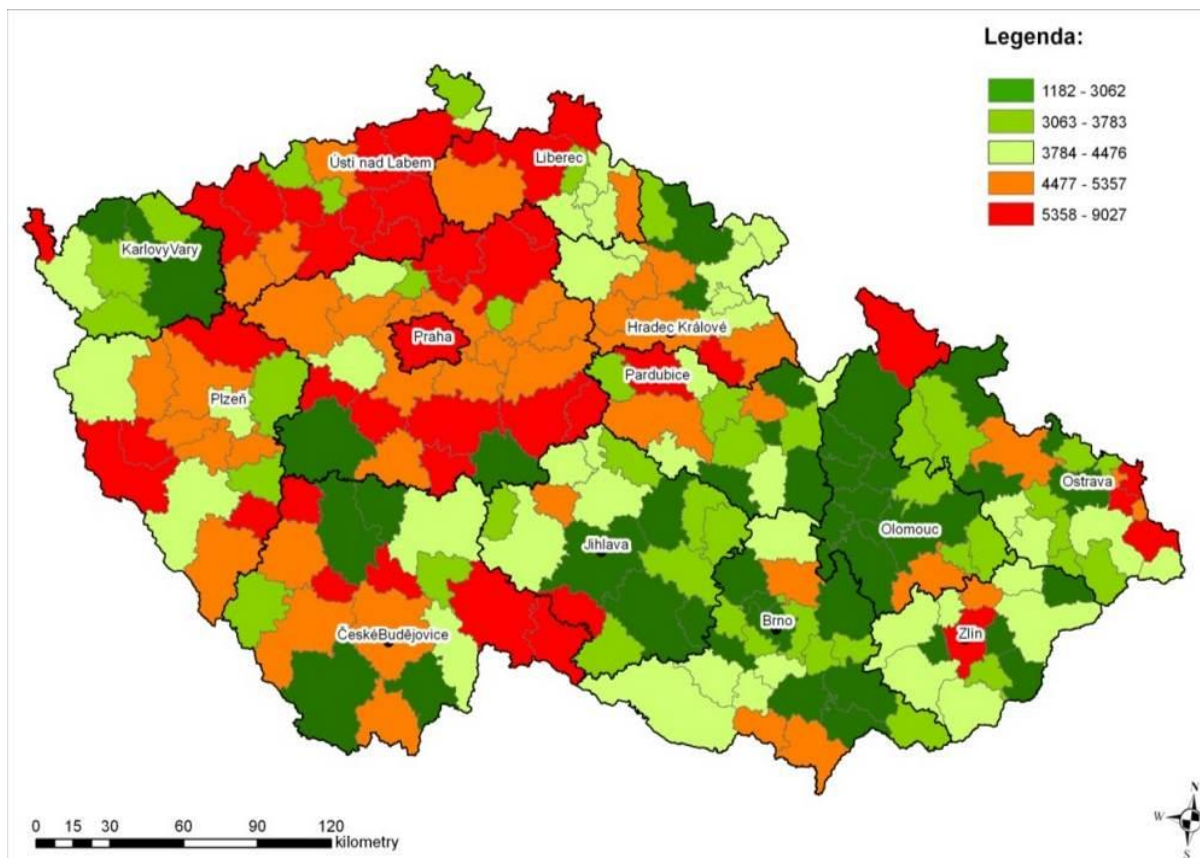 Legenda:
1182 - 3062
3063 - 3783
3784 - 4476
4477 - 5357
5358 - 9027
Ústí nad Labem
Liberec
KarlovyVary
Praha
Hradec Králové
Pardubice
Plzeň
Ostrava
Olomouc
Jihlava
Brno
Zlín
ČeskéBudějovice
0 15 30 60 90 120
kilometry
N
W
S